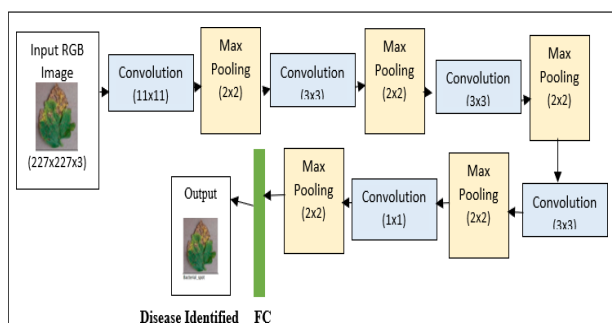 Input RGB
Image
(227x227x3)
Convolution
(11x11)
Max
Pooling
(2x2)
Convolution
(3x3)
Max
Pooling
(2x2)
Convolution
(3x3)
Max
Pooling
(2x2)
Convolution
(3x3)
Max
Pooling
(2x2)
Convolution
(1x1)
Max
Pooling
(2x2)
FC
Output
Bacterial_spot
Disease Identified